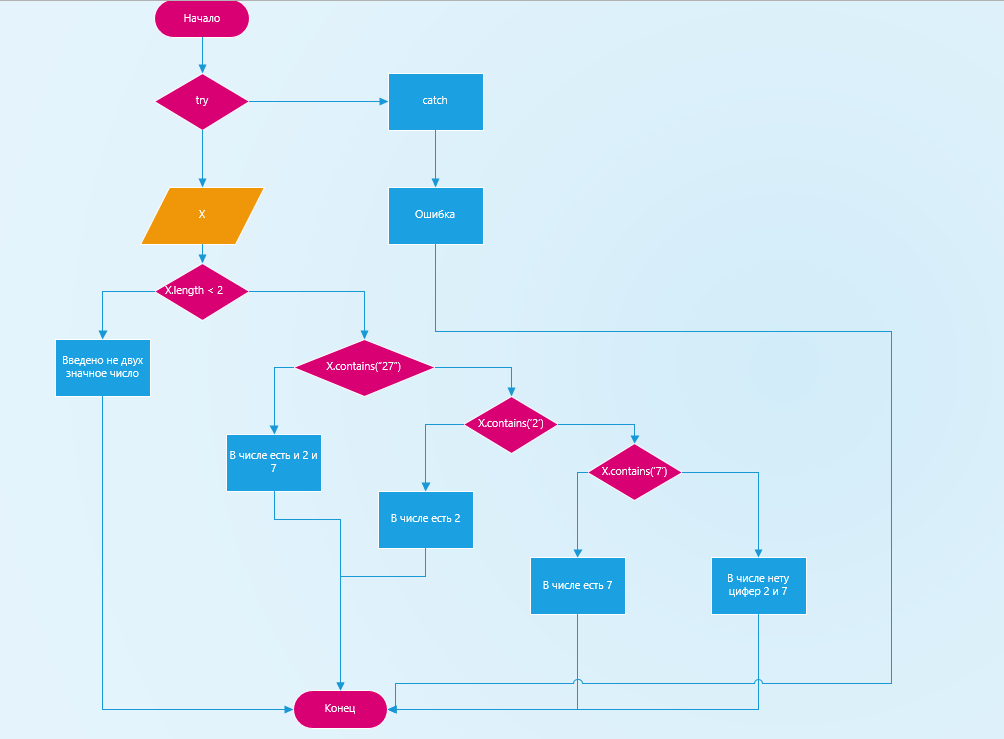 Начало
try
catch
X
Ошибка
X.length < 2
Введено не двух
значное число
X.contains("27")
X.contains('2')
X.contains('7')
В числе есть и 2 и
7
В числе есть 2
В числе есть 7
В числе нету
цифер 2 и 7
Конец